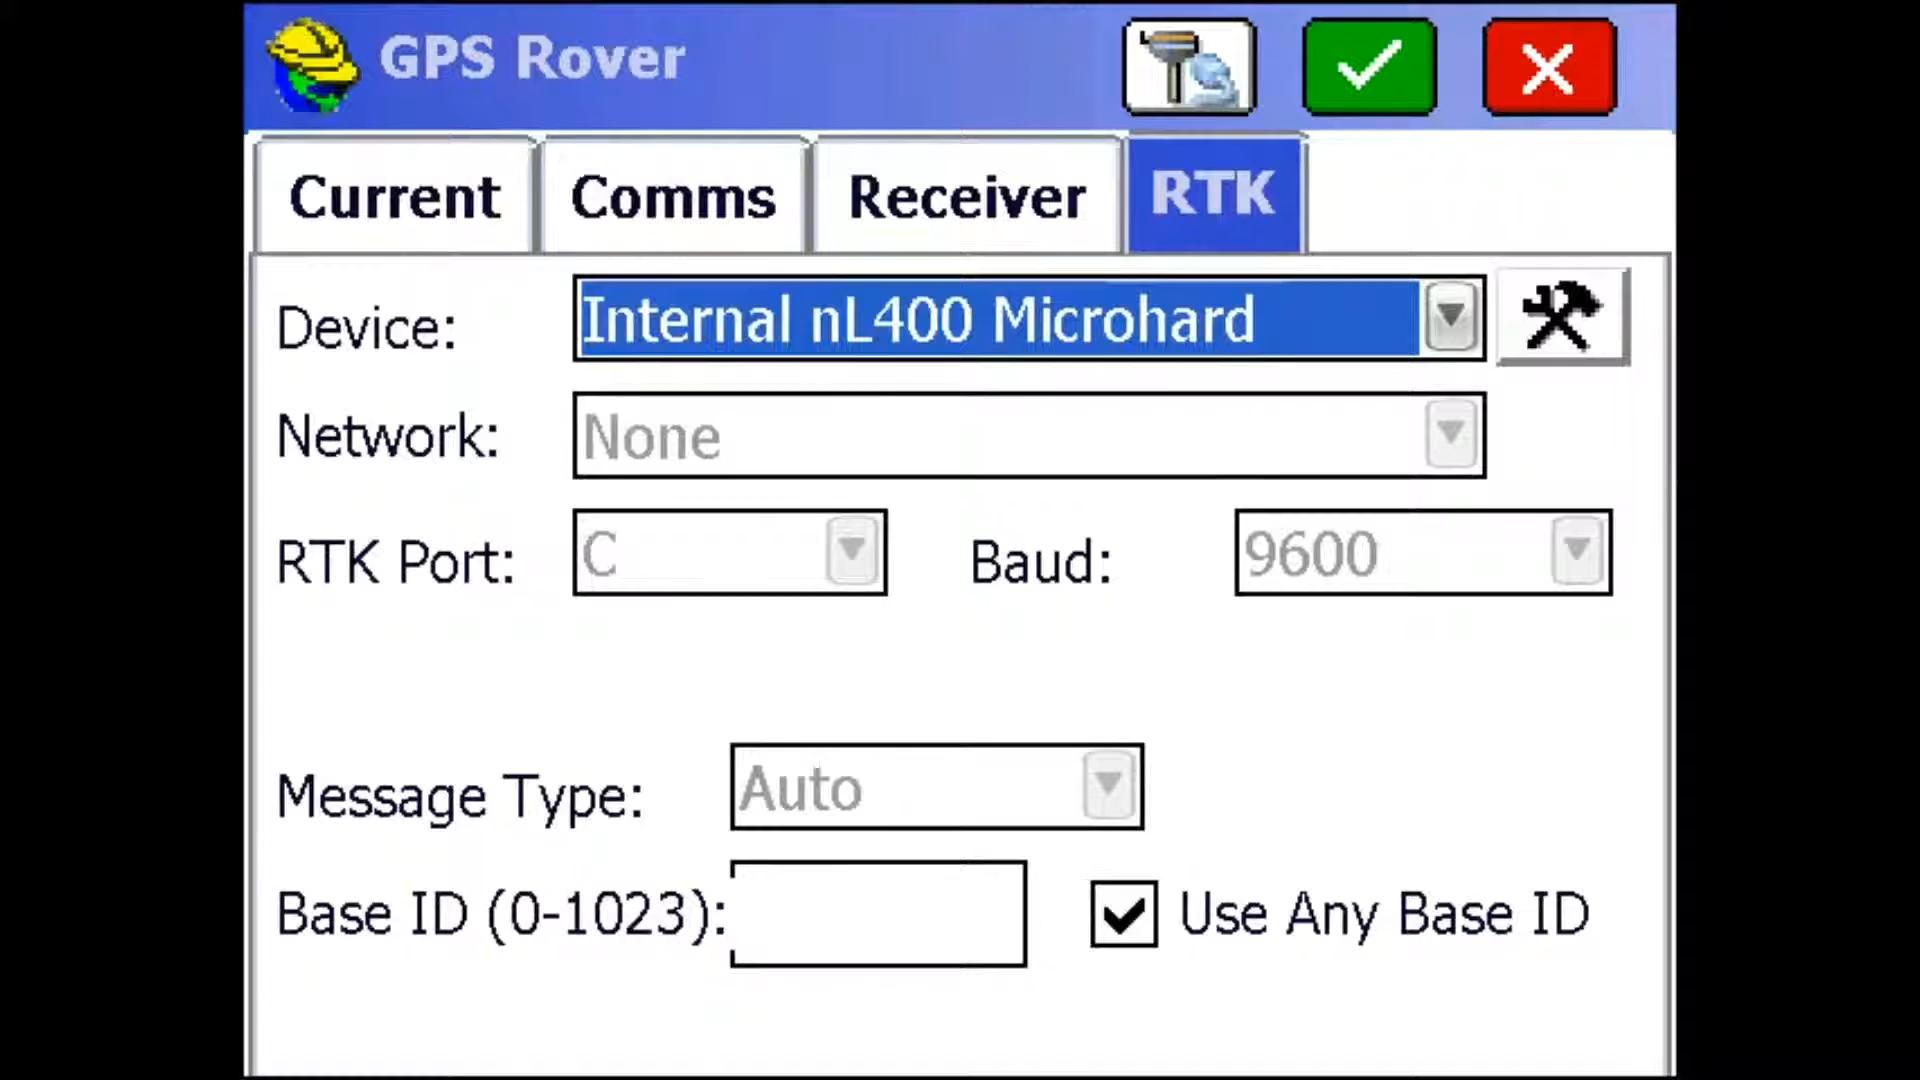 GPS Rover
Current Comms Receiver RTK
Device: Internal nL400 Microhard
Network: None
RTK Port: C Baud: 9600
Message Type: Auto
Base ID (0-1023): Use Any Base ID